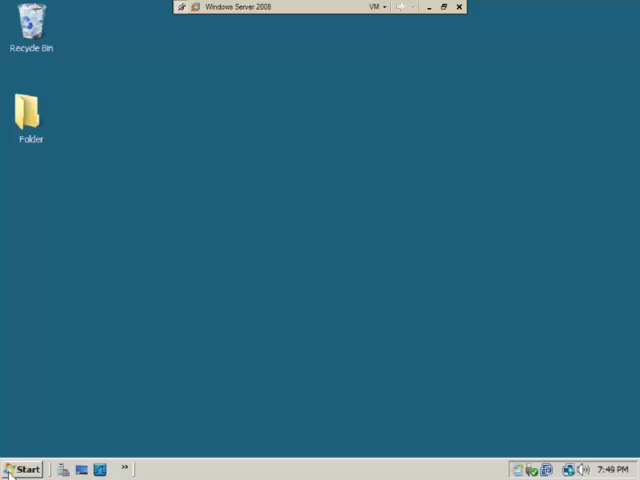 Windows Server 2008
VM
Recycle Bin
Folder
Start
»
7:49 PM